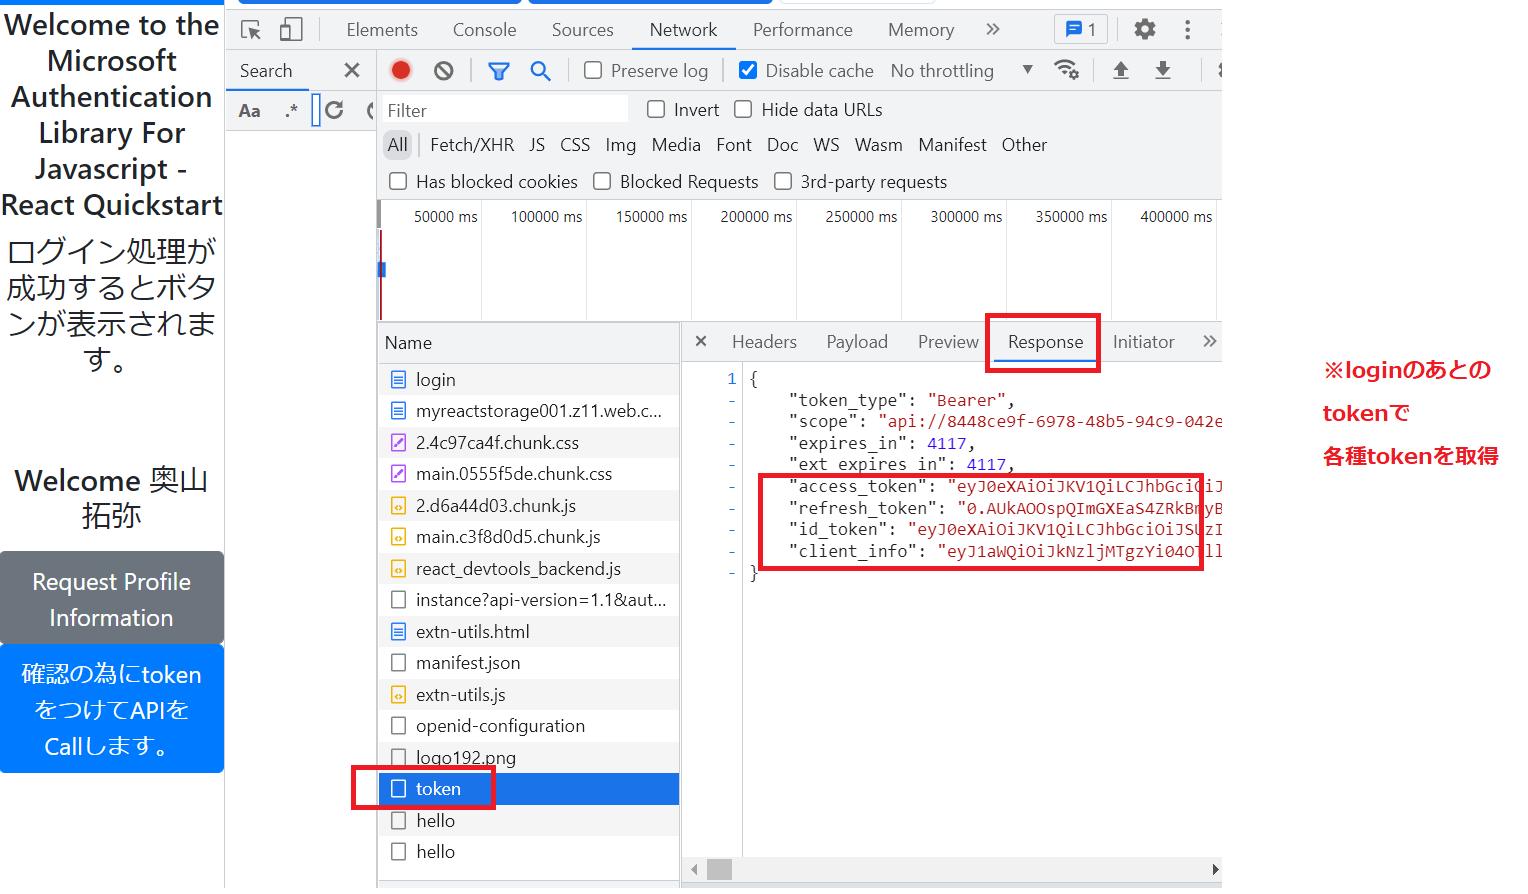 Welcome to the
Microsoft
Authentication
Library For
Javascript -
React Quickstart
ログイン処理が
成功するとボタ
ンが表示されま
す。
Welcome 奥山
拓弥
Request Profile
Information
確認の為にtoken
をつけてAPIを
Callします。
Elements Console Sources Network Performance Memory 1
Search
Preserve log Disable cache No throttling
Aa .*
Filter Invert Hide data URLs
All Fetch/XHR JS CSS Img Media Font Doc WS Wasm Manifest Other
Has blocked cookies Blocked Requests 3rd-party requests
50000 ms 100000 ms 150000 ms 200000 ms 250000 ms 300000 ms 350000 ms 400000 ms
Name
login
myreactstorage001.z11.web.c...
2.4c97ca4f.chunk.css
main.0555f5de.chunk.css
2.d6a44d03.chunk.js
main.c3f8d0d5.chunk.js
react_devtools_backend.js
instance?api-version=1.1&aut...
extn-utils.html
manifest.json
extn-utils.js
openid-configuration
logo192.png
token
hello
hello
Headers Payload Preview Response Initiator
1 {
- "token_type": "Bearer",
- "scope": "api://8448ce9f-6978-48b5-94c9-042e
- "expires_in": 4117,
- "ext_expires_in": 4117,
- "access_token": "eyJ0eXAiOiJKV1QiLCJhbGciOiJ
- "refresh_token": "0.AUkAOOspQImGXEaS4ZRkBmyB
- "id_token": "eyJ0eXAiOiJKV1QiLCJhbGciOiJSUzI
- "client_info": "eyJ1aWQiOiJkNzljMTgzYi04OTll
- }
※loginのあとの
tokenで
各種tokenを取得